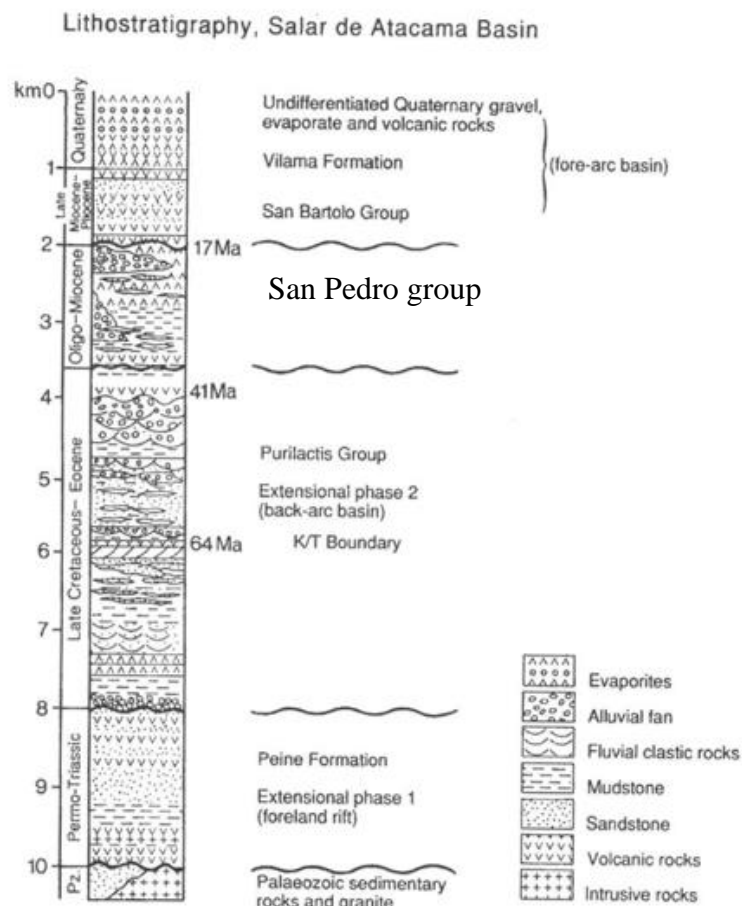 Lithostratigraphy, Salar de Atacama Basin
km0
Quaternary
Undifferentiated Quaternary gravel,
evaporate and volcanic rocks
Vilama Formation
(fore-arc basin)
1
Late
Miocene-
Pliocene
San Bartolo Group
2
17Ma
Oligo-Miocene
San Pedro group
3
4
41Ma
Late Cretaceous- Eocene
Purilactis Group
5
Extensional phase 2
(back-arc basin)
64Ma
K/T Boundary
6
7
8
Permo-Triassic
Peine Formation
9
Extensional phase 1
(foreland rift)
10
Pz.
Palaeozoic sedimentary
rocks and granite
Evaporites
Alluvial fan
Fluvial clastic rocks
Mudstone
Sandstone
Volcanic rocks
Intrusive rocks